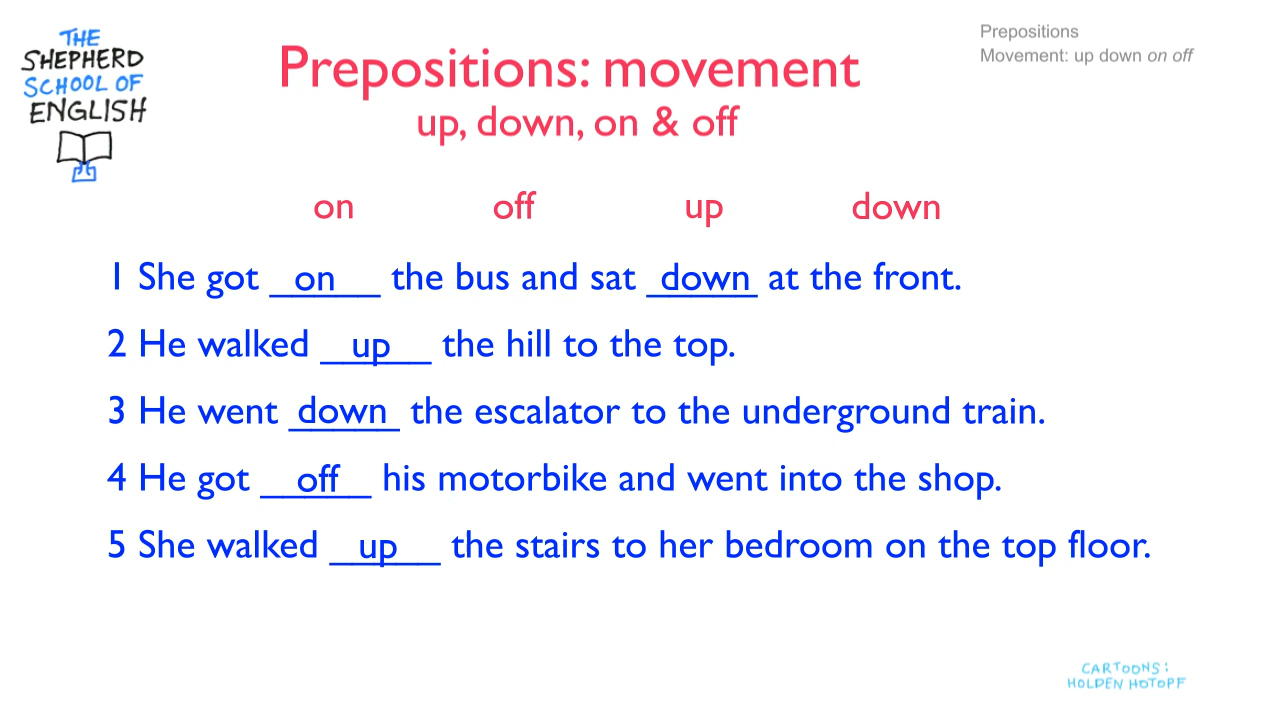 THE
SHEPHERD
SCHOOL OF
ENGLISH
Prepositions: movement
up, down, on & off
Prepositions
Movement: up down on off
on off up down
1 She got on the bus and sat down at the front.
2 He walked up the hill to the top.
3 He went down the escalator to the underground train.
4 He got off his motorbike and went into the shop.
5 She walked up the stairs to her bedroom on the top floor.
CARTOONS:
HOLDEN HOTOPF